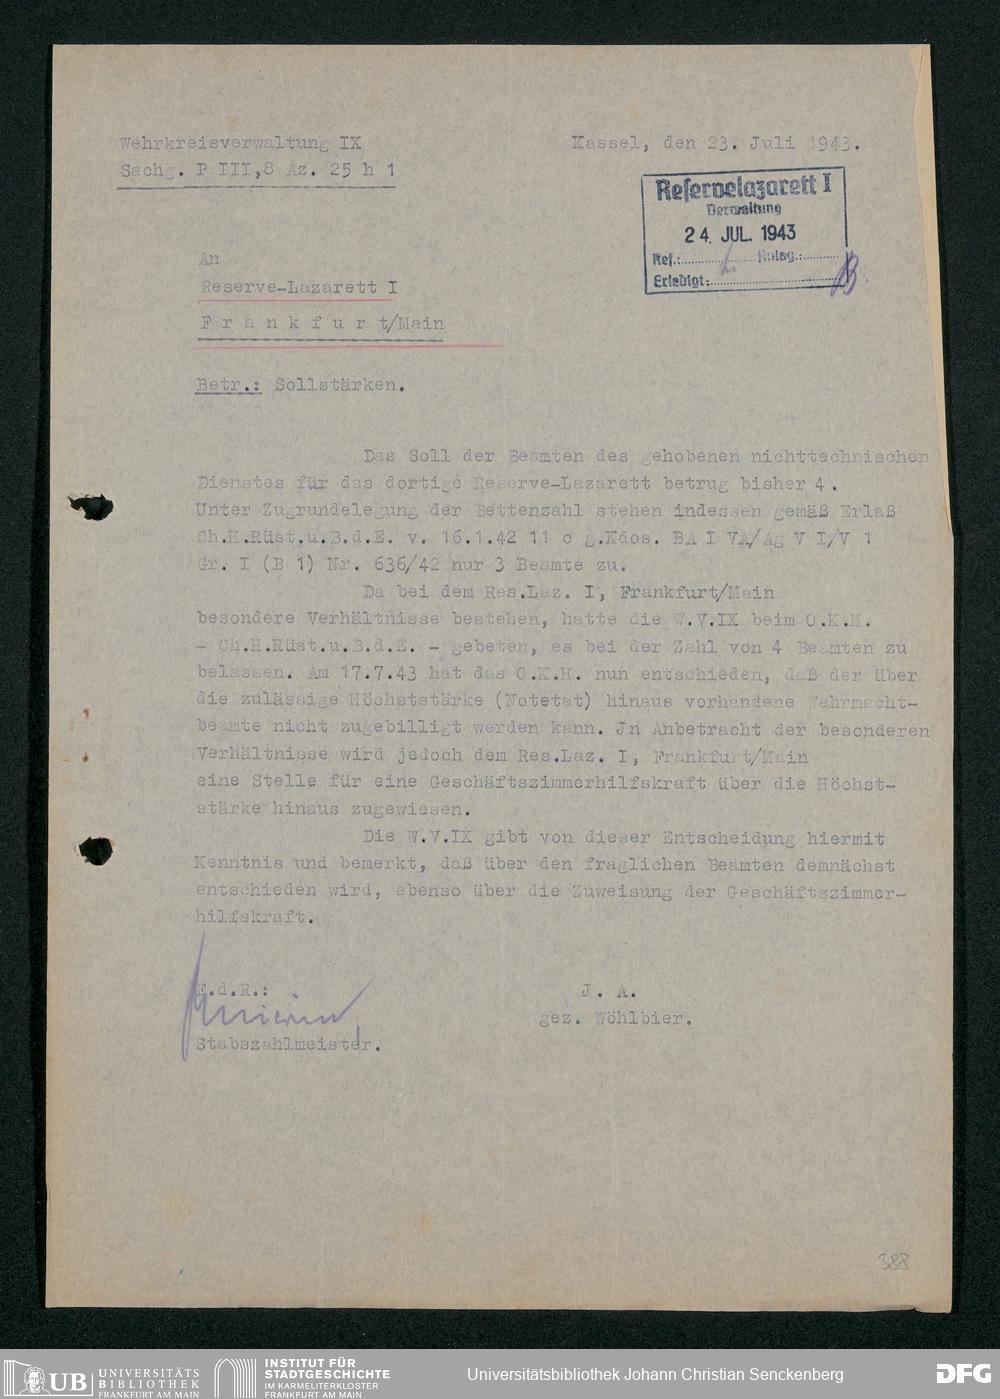 Wehrkreisverwaltung IX
Sachg. P III,8 Az. 25 h 1
Kassel, den 23. Juli 1943.
Reservelazarett I
Verwaltung
24. JUL. 1943
Ref.: Anlag.:
Erledigt:
An
Reserve-Lazarett I
F r a n k f u r t/Main
Betr.: Sollstärken.
Das Soll der Beamten des gehobenen nichttechnischen
Dienstes für das dortige Reserve-Lazarett betrug bisher 4.
Unter Zugrundelegung der Bettenzahl stehen indessen gemäß Erlaß
Ch.H.Rüst.u.B.d.E. v. 16.1.42 11 c g.Kdos. BA I VA/Ag V I/V 1
Gr. I (B 1) Nr. 636/42 nur 3 Beamte zu.
Da bei dem Res.Laz. I, Frankfurt/Main
besondere Verhältnisse bestehen, hatte die W.V.IX beim O.K.H.
- Ch.H.Rüst.u.B.d.E. - gebeten, es bei der Zahl von 4 Beamten zu
belassen. Am 17.7.43 hat das O.K.H. nun entschieden, daß der über
die zulässige Höchststärke (Notetat) hinaus vorhandene Wehrmacht-
beamte nicht zugebilligt werden kann. Jn Anbetracht der besonderen
Verhältnisse wird jedoch dem Res.Laz. I, Frankfurt/Main
eine Stelle für eine Geschäftszimmerhilfskraft über die Höchst-
stärke hinaus zugewiesen.
Die W.V.IX gibt von dieser Entscheidung hiermit
Kenntnis und bemerkt, daß über den fraglichen Beamten demnächst
entschieden wird, ebenso über die Zuweisung der Geschäftszimmer-
hilfskraft.
F.d.R.:
Stabszahlmeister.
J. A.
gez. Wöhlbier.
388
UB UNIVERSITÄTS
BIBLIOTHEK
FRANKFURT AM MAIN
INSTITUT FÜR
STADTGESCHICHTE
IM KARMELITERKLOSTER
FRANKFURT AM MAIN
Universitätsbibliothek Johann Christian Senckenberg
DFG